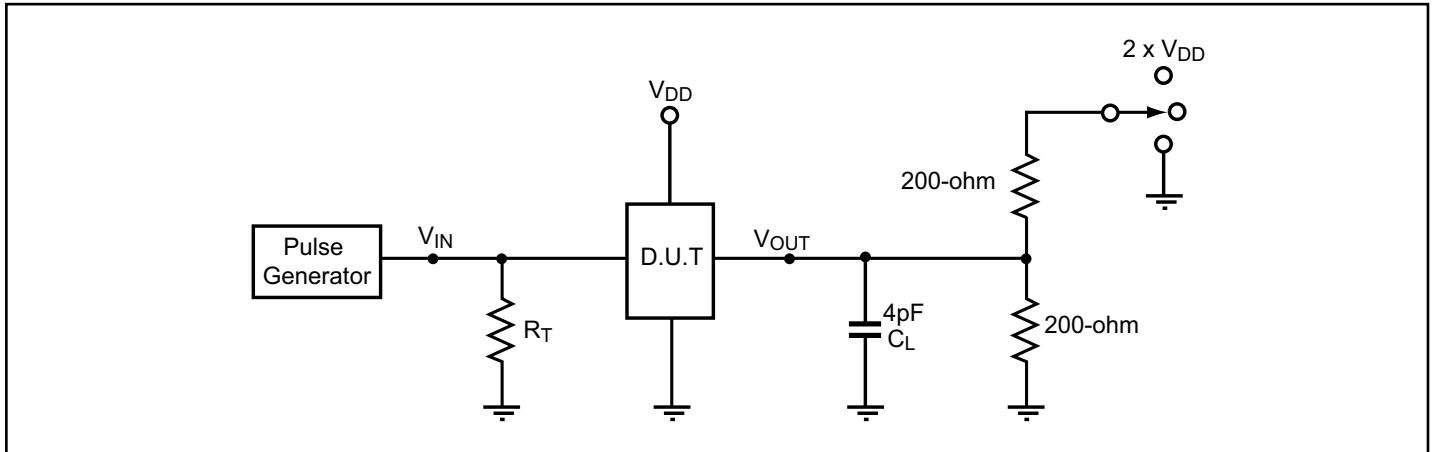 2 x VDD
VDD
200-ohm
Pulse
Generator
VIN
D.U.T
VOUT
RT
4pF
CL
200-ohm